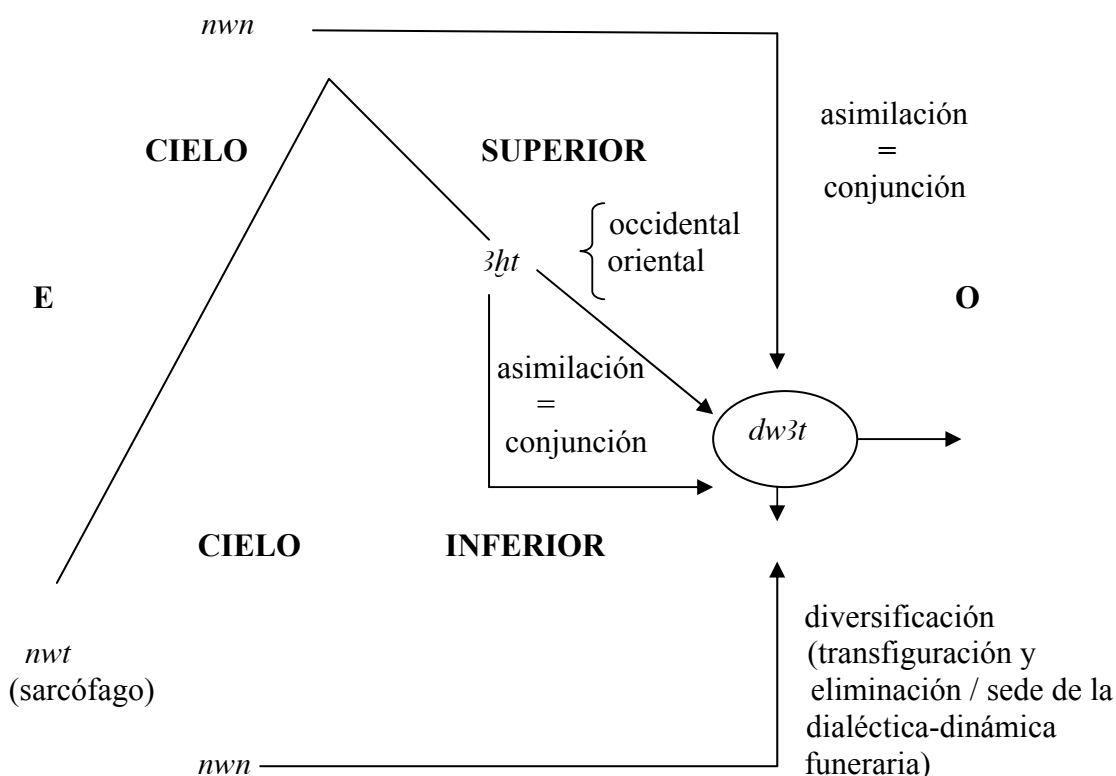 nwn
asimilación
=
conjunción
CIELO SUPERIOR
occidental
oriental
3ḫt
E O
asimilación
=
conjunción
dw3t
CIELO INFERIOR
diversificación
(transfiguración y
eliminación / sede de la
dialéctica-dinámica
funeraria)
nwt
(sarcófago)
nwn